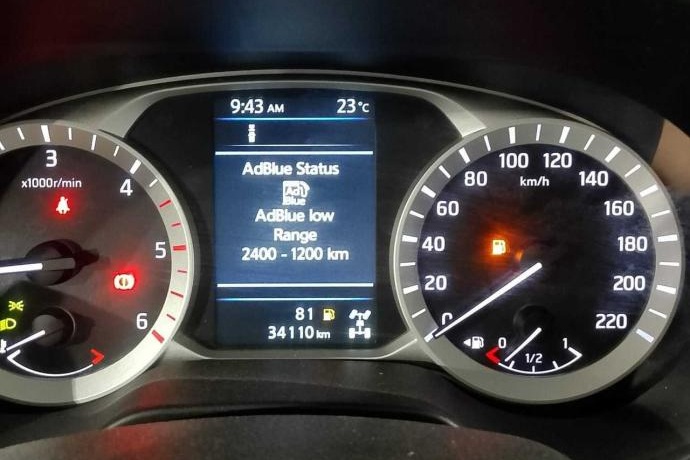 9:43 AM 23°C
AdBlue Status
Ad
Blue
AdBlue low
Range
2400 - 1200 km
81
34110 km
3
x1000r/min
4
5
6
100 120
80 km/h 140
60 160
40 180
20 200
0 220
0 1/2 1